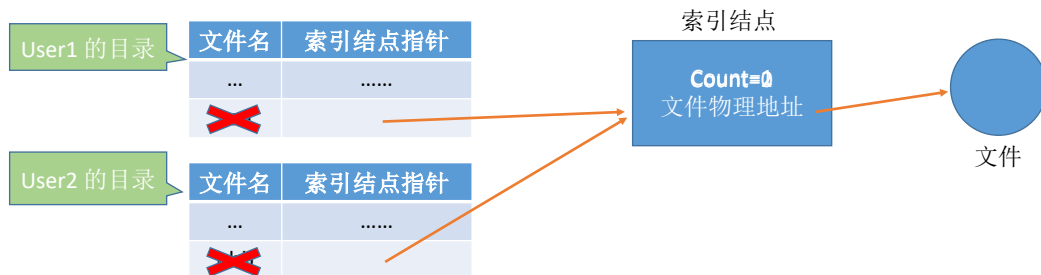 索引结点
User1 的目录
文件名 索引结点指针
... ......
Count=
文件物理地址
文件
User2 的目录
文件名 索引结点指针
... ......